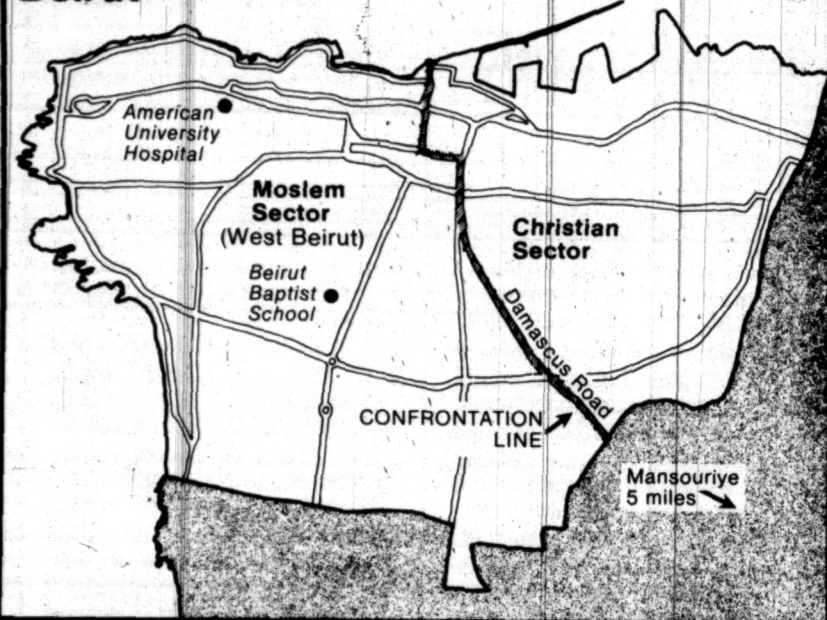 American
University
Hospital
Moslem
Sector
(West Beirut)
Beirut
Baptist
School
Christian
Sector
Damascus Road
CONFRONTATION
LINE
Mansouriye
5 miles